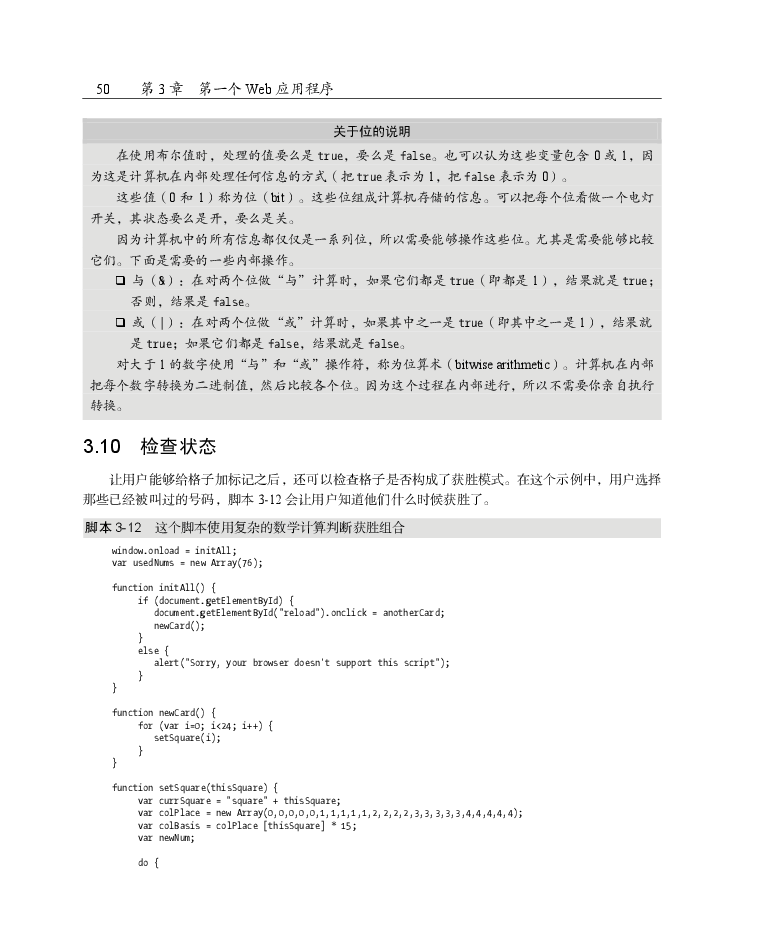 50 第 3 章 第一个 Web 应用程序
关于位的说明
在使用布尔值时，处理的值要么是 true，要么是 false。也可以认为这些变量包含 0 或 1，因
为这是计算机在内部处理任何信息的方式（把 true 表示为 1，把 false 表示为 0）。
这些值（0 和 1）称为位（bit）。这些位组成计算机存储的信息。可以把每个位看做一个电灯
开关，其状态要么是开，要么是关。
因为计算机中的所有信息都仅仅是一系列位，所以需要能够操作这些位。尤其是需要能够比较
它们。下面是需要的一些内部操作。
❑ 与（&）：在对两个位做“与”计算时，如果它们都是 true（即都是 1），结果就是 true；
否则，结果是 false。
❑ 或（|）：在对两个位做“或”计算时，如果其中之一是 true（即其中之一是 1），结果就
是 true；如果它们都是 false，结果就是 false。
对大于 1 的数字使用“与”和“或”操作符，称为位算术（bitwise arithmetic）。计算机在内部
把每个数字转换为二进制值，然后比较各个位。因为这个过程在内部进行，所以不需要你亲自执行
转换。
3.10 检查状态
让用户能够给格子加标记之后，还可以检查格子是否构成了获胜模式。在这个示例中，用户选择
那些已经被叫过的号码，脚本 3-12 会让用户知道他们什么时候获胜了。
脚本 3-12 这个脚本使用复杂的数学计算判断获胜组合
window.onload = initAll;
var usedNums = new Array(76);
function initAll() {
if (document.getElementById) {
document.getElementById("reload").onclick = anotherCard;
newCard();
}
else {
alert("Sorry, your browser doesn't support this script");
}
}
function newCard() {
for (var i=0; i<24; i++) {
setSquare(i);
}
}
function setSquare(thisSquare) {
var currSquare = "square" + thisSquare;
var colPlace = new Array(0,0,0,0,0,1,1,1,1,1,2,2,2,2,3,3,3,3,3,4,4,4,4,4);
var colBasis = colPlace [thisSquare] * 15;
var newNum;
do {